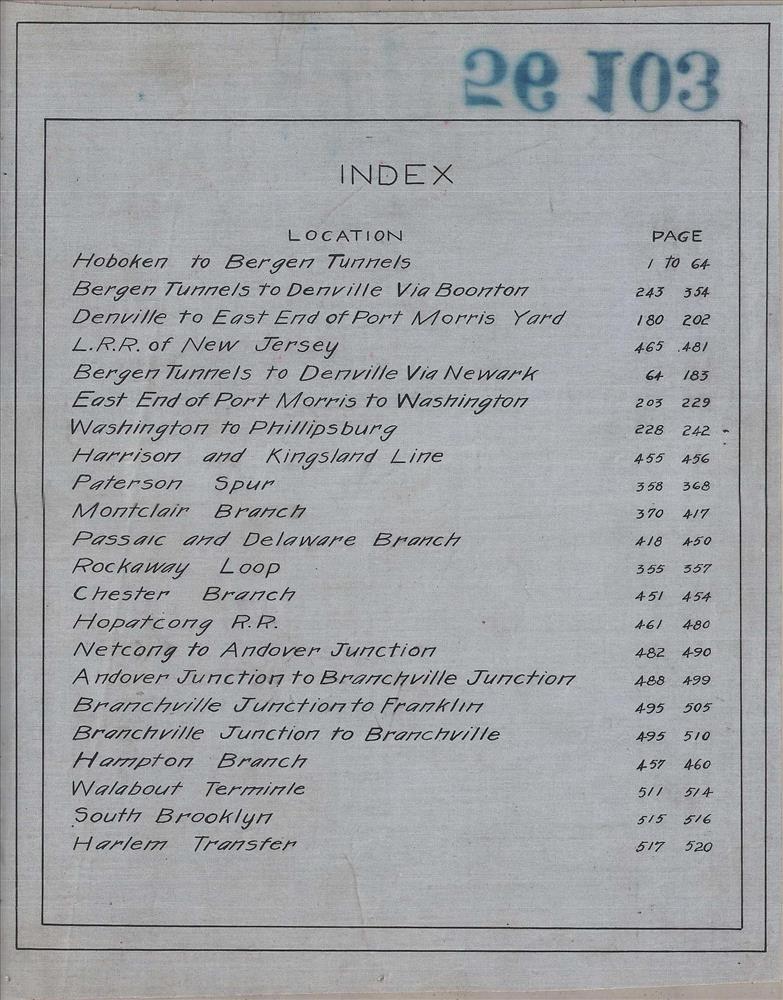 56 103
INDEX
LOCATION PAGE
Hoboken to Bergen Tunnels 1 to 64
Bergen Tunnels to Denville Via Boonton 243 354
Denville to East End of Port Morris Yard 180 202
L.R.R. of New Jersey 465 481
Bergen Tunnels to Denville Via Newark 64 183
East End of Port Morris to Washington 203 229
Washington to Phillipsburg 228 242
Harrison and Kingsland Line 455 456
Paterson Spur 358 368
Montclair Branch 370 417
Passaic and Delaware Branch 418 450
Rockaway Loop 355 357
Chester Branch 451 454
Hopatcong R.R. 461 480
Netcong to Andover Junction 482 490
Andover Junction to Branchville Junction 488 499
Branchville Junction to Franklin 495 505
Branchville Junction to Branchville 495 510
Hampton Branch 457 460
Walabout Terminle 511 514
South Brooklyn 515 516
Harlem Transfer 517 520